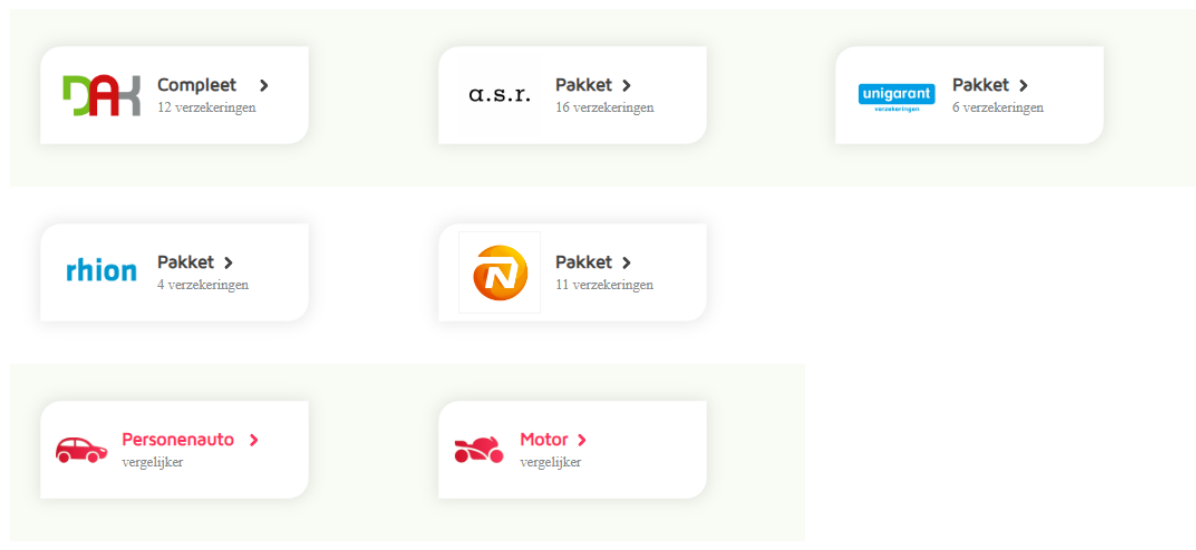 DAK
Compleet
12 verzekeringen
a.s.r.
Pakket
16 verzekeringen
unigarant
verzekeringen
Pakket
6 verzekeringen
rhion
Pakket
4 verzekeringen
N
Pakket
11 verzekeringen
Personenauto
vergelijker
Motor
vergelijker